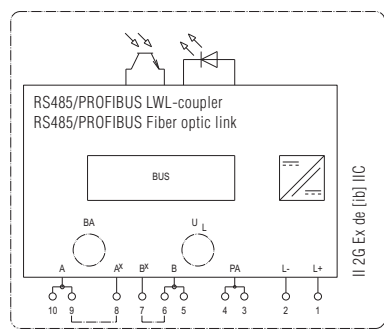 RS485/PROFIBUS LWL-coupler
RS485/PROFIBUS Fiber optic link
BUS
BA
U L
A Aˣ Bˣ B PA L- L+
10 9 8 7 6 5 4 3 2 1
II 2G Ex de [ib] IIC